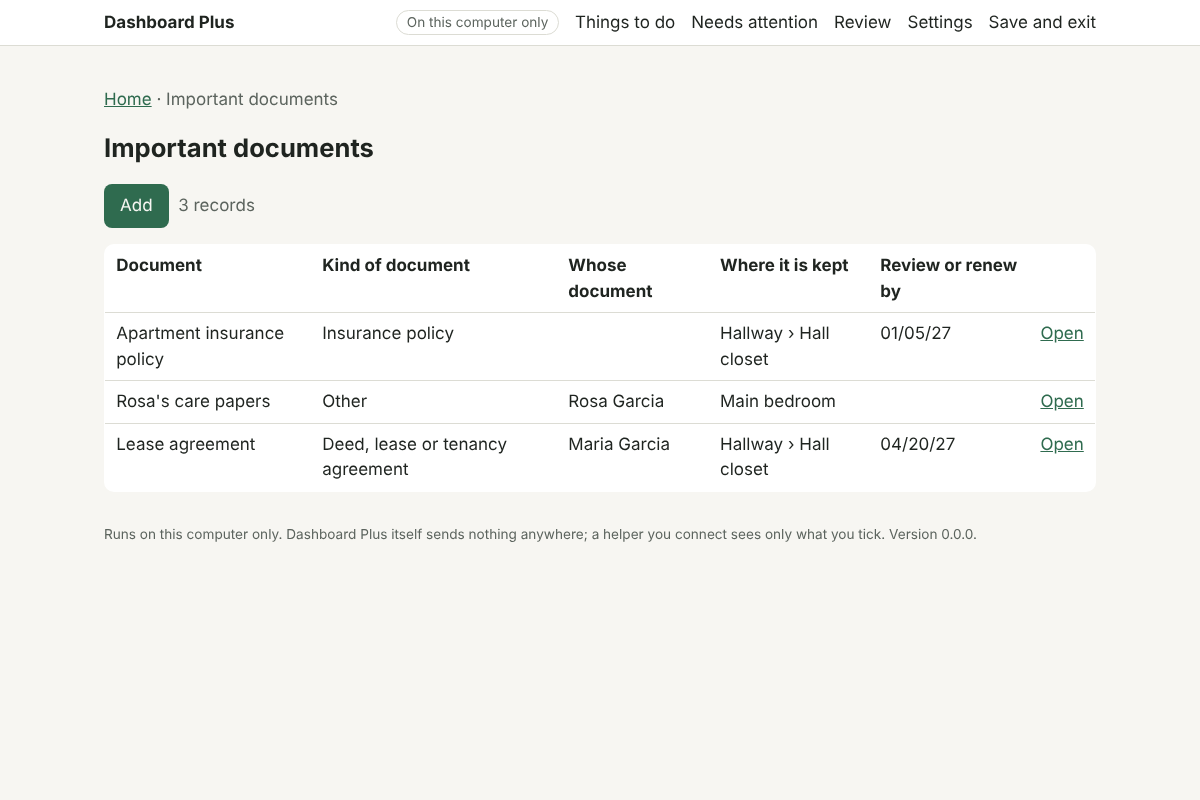 Dashboard Plus On this computer only Things to do Needs attention Review Settings Save and exit
Home · Important documents
Important documents
Add 3 records
Document Kind of document Whose document Where it is kept Review or renew by
Apartment insurance policy Insurance policy Hallway › Hall closet 01/05/27 Open
Rosa's care papers Other Rosa Garcia Main bedroom Open
Lease agreement Deed, lease or tenancy agreement Maria Garcia Hallway › Hall closet 04/20/27 Open
Runs on this computer only. Dashboard Plus itself sends nothing anywhere; a helper you connect sees only what you tick. Version 0.0.0.